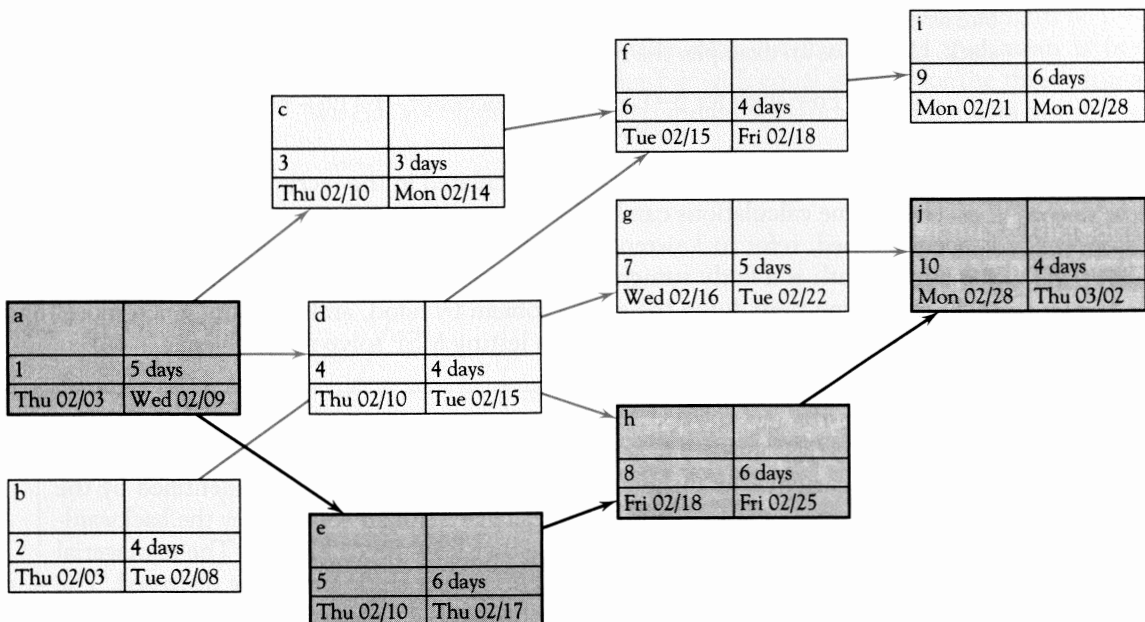 i
9 6 days
Mon 02/21 Mon 02/28
f
6 4 days
Tue 02/15 Fri 02/18
c
3 3 days
Thu 02/10 Mon 02/14
g
7 5 days
Wed 02/16 Tue 02/22
j
10 4 days
Mon 02/28 Thu 03/02
a
1 5 days
Thu 02/03 Wed 02/09
d
4 4 days
Thu 02/10 Tue 02/15
h
8 6 days
Fri 02/18 Fri 02/25
b
2 4 days
Thu 02/03 Tue 02/08
e
5 6 days
Thu 02/10 Thu 02/17